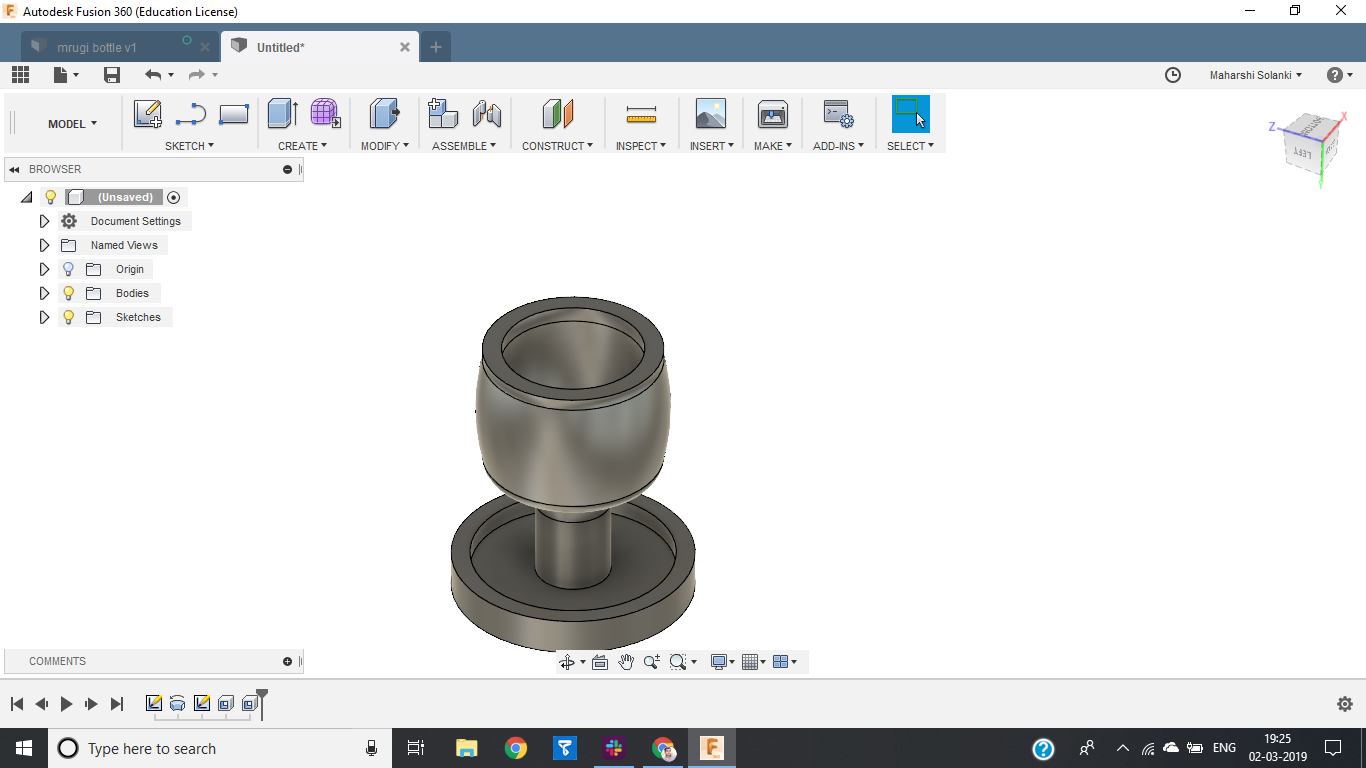 Autodesk Fusion 360 (Education License)
mrugi bottle v1
Untitled*
Maharshi Solanki
MODEL
SKETCH
CREATE
MODIFY
ASSEMBLE
CONSTRUCT
INSPECT
INSERT
MAKE
ADD-INS
SELECT
Z
X
LEFT
Y
BROWSER
(Unsaved)
Document Settings
Named Views
Origin
Bodies
Sketches
COMMENTS
Type here to search
ENG
19:25
02-03-2019